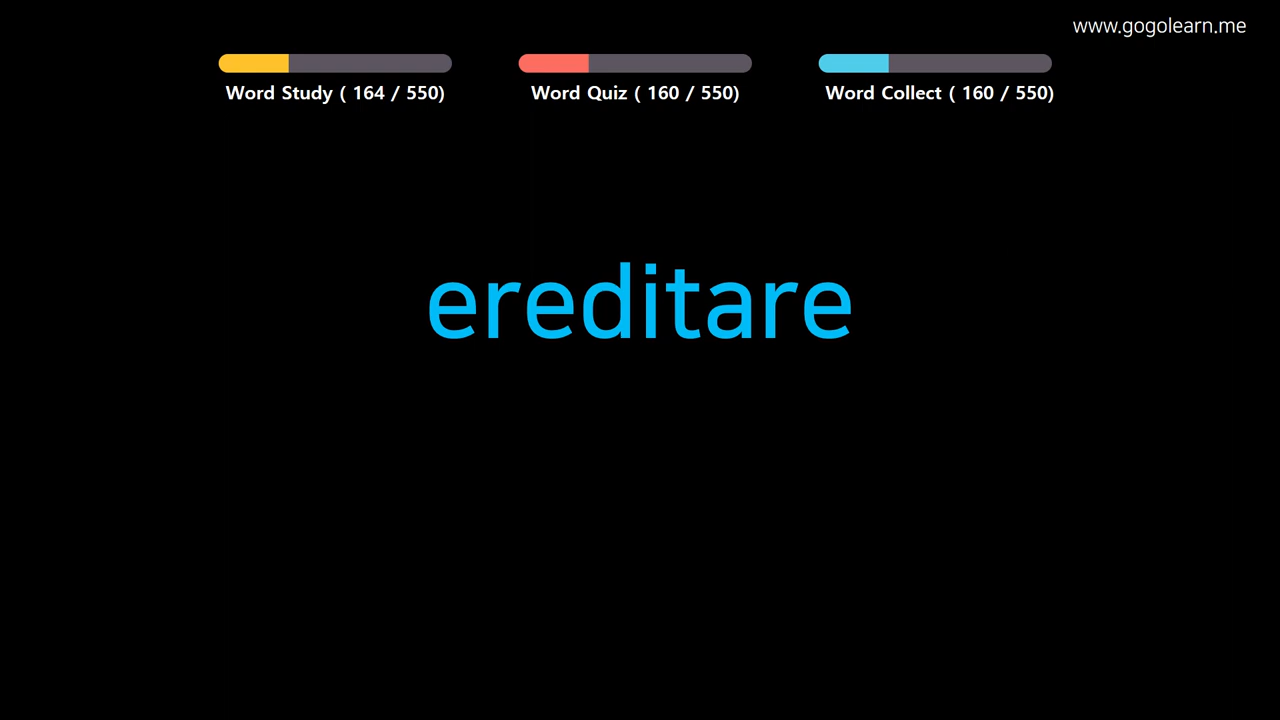 www.gogolearn.me
Word Study ( 164 / 550)
Word Quiz ( 160 / 550)
Word Collect ( 160 / 550)
ereditare